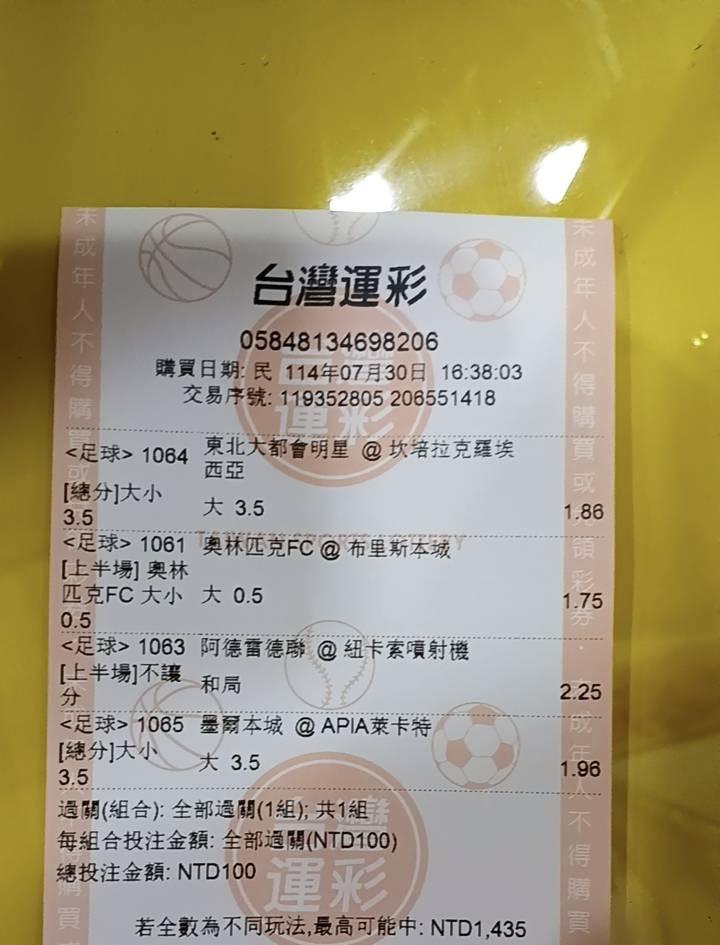 台灣運彩
05848134698206
購買日期: 民 114年07月30日 16:38:03
交易序號: 119352805 206551418
<足球> 1064 東北大都會明星 @ 坎培拉克羅埃
西亞
[總分]大小
3.5 大 3.5 1.86
<足球> 1061 奧林匹克FC @ 布里斯本城
[上半場] 奧林
匹克FC 大小 大 0.5 1.75
0.5
<足球> 1063 阿德雷德聯 @ 紐卡索噴射機
[上半場]不讓
分 和局 2.25
<足球> 1065 墨爾本城 @ APIA萊卡特
[總分]大小
3.5 大 3.5 1.96
過關(組合): 全部過關(1組); 共1組
每組合投注金額: 全部過關(NTD100)
總投注金額: NTD100
若全數為不同玩法,最高可能中: NTD1,435
未成年人不得購買或
未成年人不得購買或領彩券